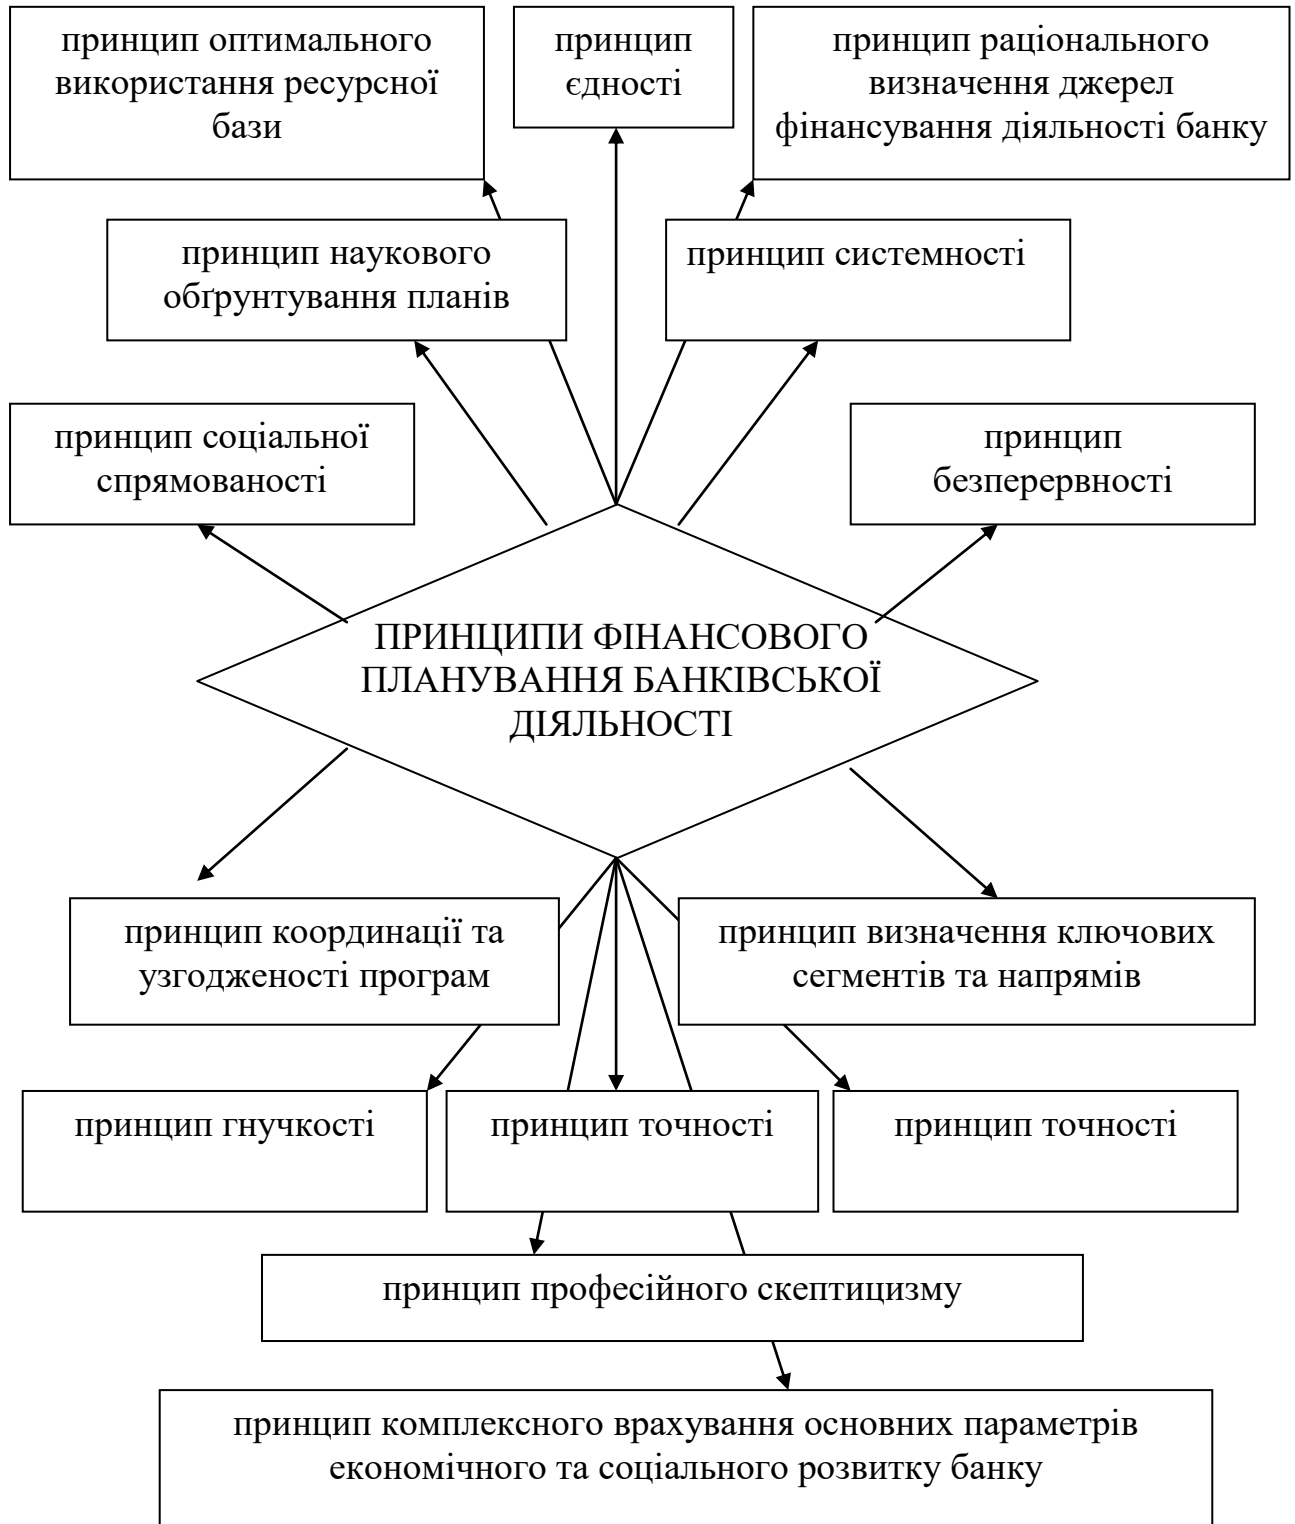 принцип оптимального
використання ресурсної
бази
принцип
єдності
принцип раціонального
визначення джерел
фінансування діяльності банку
принцип наукового
обґрунтування планів
принцип системності
принцип соціальної
спрямованості
принцип
безперервності
ПРИНЦИПИ ФІНАНСОВОГО
ПЛАНУВАННЯ БАНКІВСЬКОЇ
ДІЯЛЬНОСТІ
принцип координації та
узгодженості програм
принцип визначення ключових
сегментів та напрямів
принцип гнучкості
принцип точності
принцип точності
принцип професійного скептицизму
принцип комплексного врахування основних параметрів
економічного та соціального розвитку банку